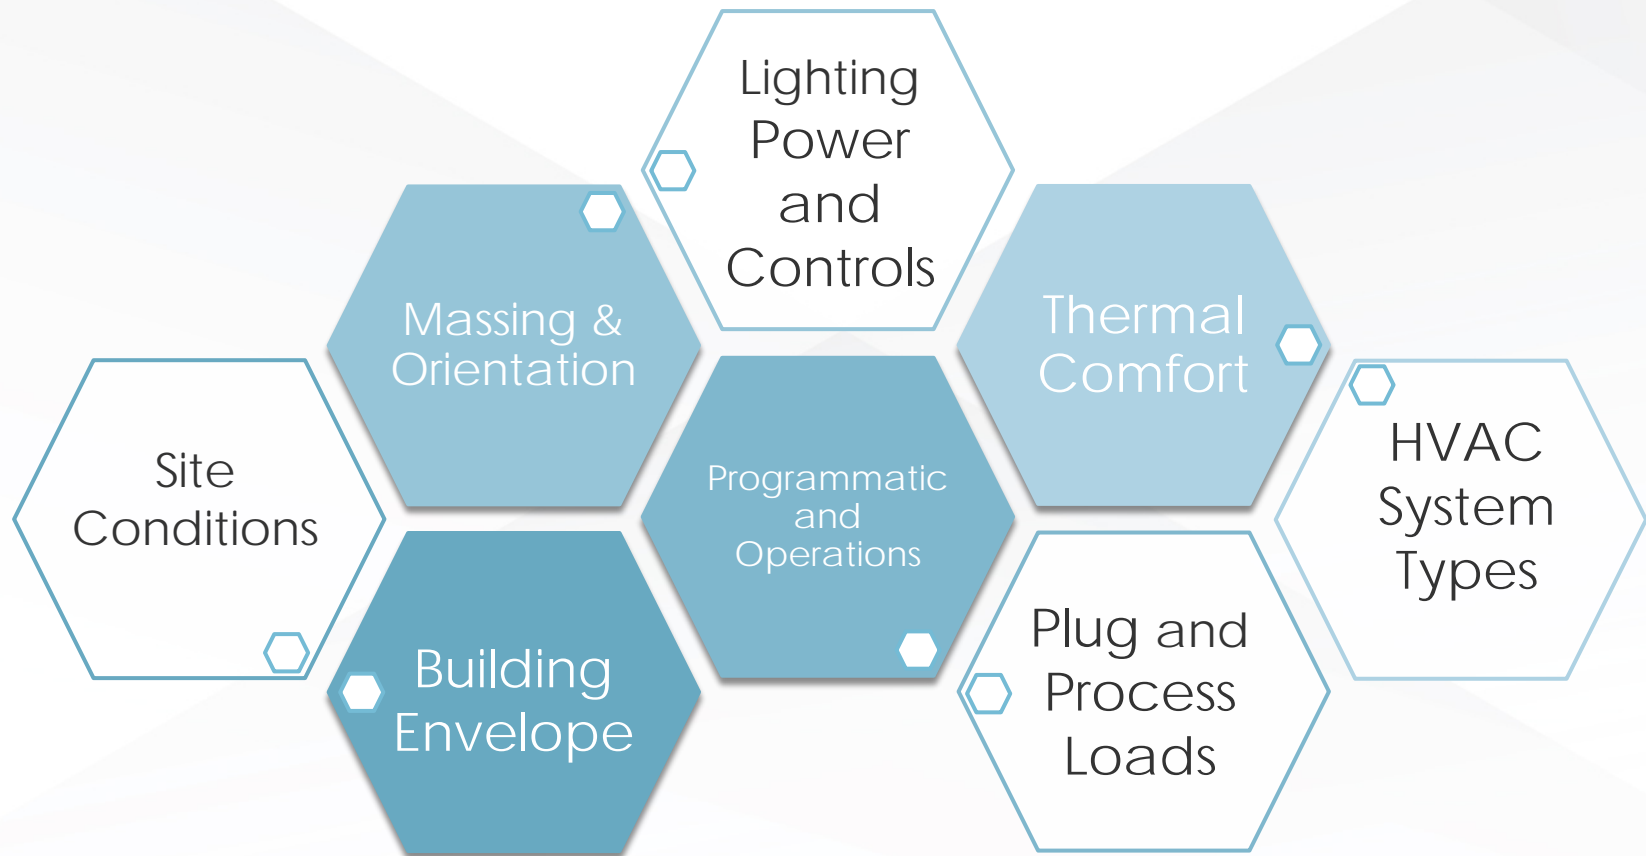 Lighting
Power
and
Controls
Massing &
Orientation
Thermal
Comfort
Site
Conditions
Programmatic
and
Operations
HVAC
System
Types
Building
Envelope
Plug and
Process
Loads